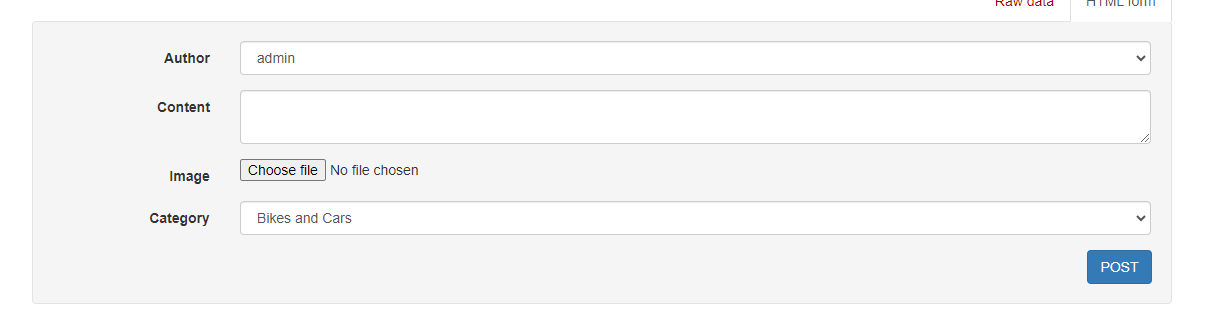 Raw data HTML form
Author admin
Content
Image Choose file No file chosen
Category Bikes and Cars
POST